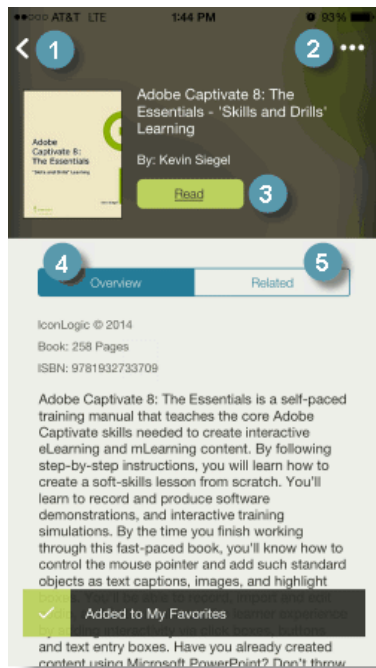 AT&T LTE 1:44 PM 93%
1
2
Adobe Captivate 8: The
Essentials - 'Skills and Drills'
Learning
By: Kevin Siegel
Adobe
Captivate 8:
The Essentials
"Skills and Drills" Learning
Read
3
4
5
Overview
Related
IconLogic © 2014
Book: 258 Pages
ISBN: 9781932733709
Adobe Captivate 8: The Essentials is a self-paced
training manual that teaches the core Adobe
Captivate skills needed to create interactive
eLearning and mLearning content. By following
step-by-step instructions, you will learn how to
create a soft-skills lesson from scratch. You'll
learn to record and produce software
demonstrations, and interactive training
simulations. By the time you finish working
through this fast-paced book, you'll know how to
control the mouse pointer and add such standard
objects as text captions, images, and highlight
Added to My Favorites
and text entry boxes. Have you already created
content using Microsoft PowerPoint? Don't throw